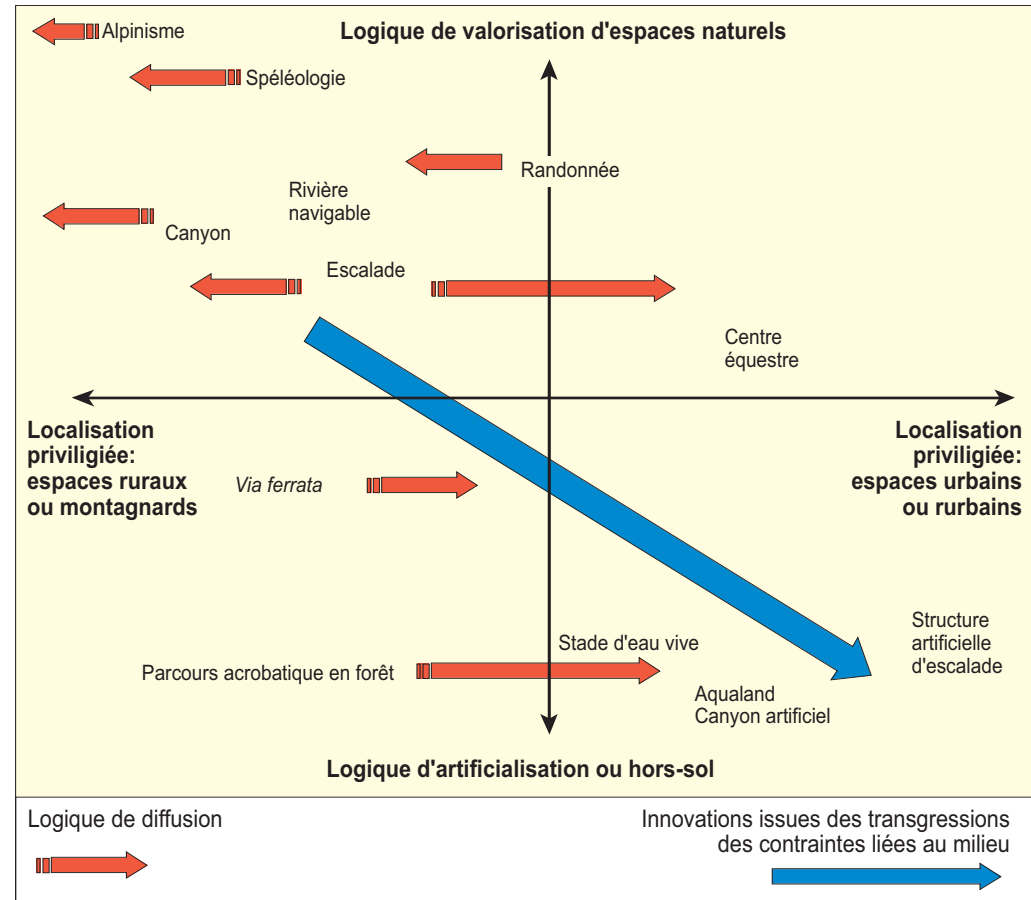 Alpinisme
Logique de valorisation d'espaces naturels
Spéléologie
Randonnée
Rivière
navigable
Canyon
Escalade
Centre
équestre
Localisation
priviligiée:
espaces ruraux
ou montagnards
Localisation
priviligiée:
espaces urbains
ou rurbains
Via ferrata
Structure
artificielle
d'escalade
Stade d'eau vive
Parcours acrobatique en forêt
Aqualand
Canyon artificiel
Logique d'artificialisation ou hors-sol
Logique de diffusion
Innovations issues des transgressions
des contraintes liées au milieu